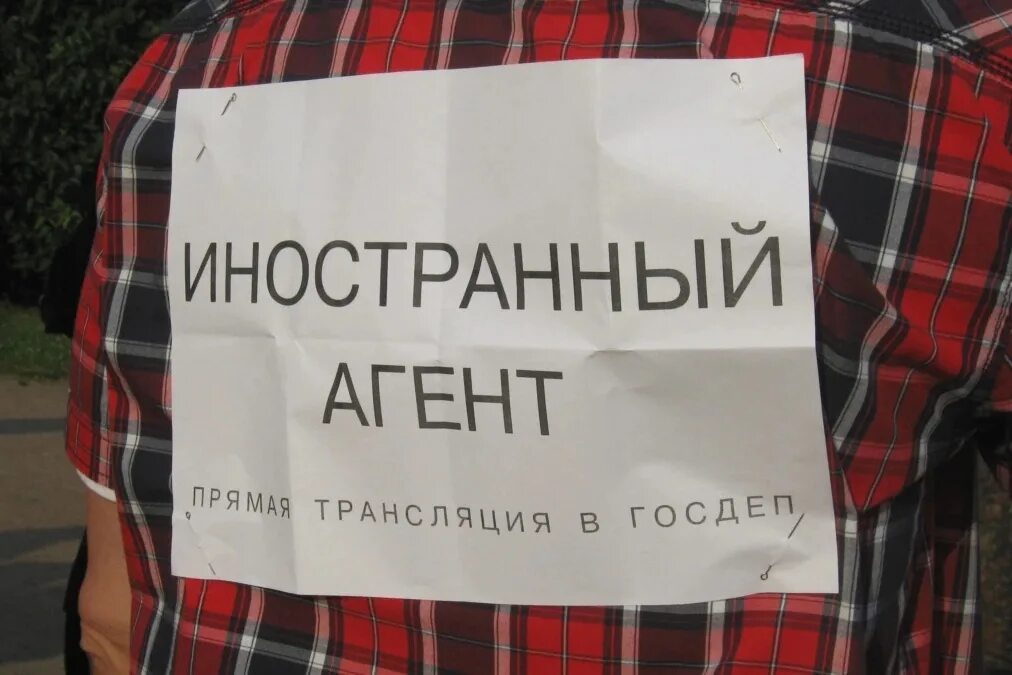 ИНОСТРАННЫЙ
АГЕНТ
ПРЯМАЯ ТРАНСЛЯЦИЯ В ГОСДЕП